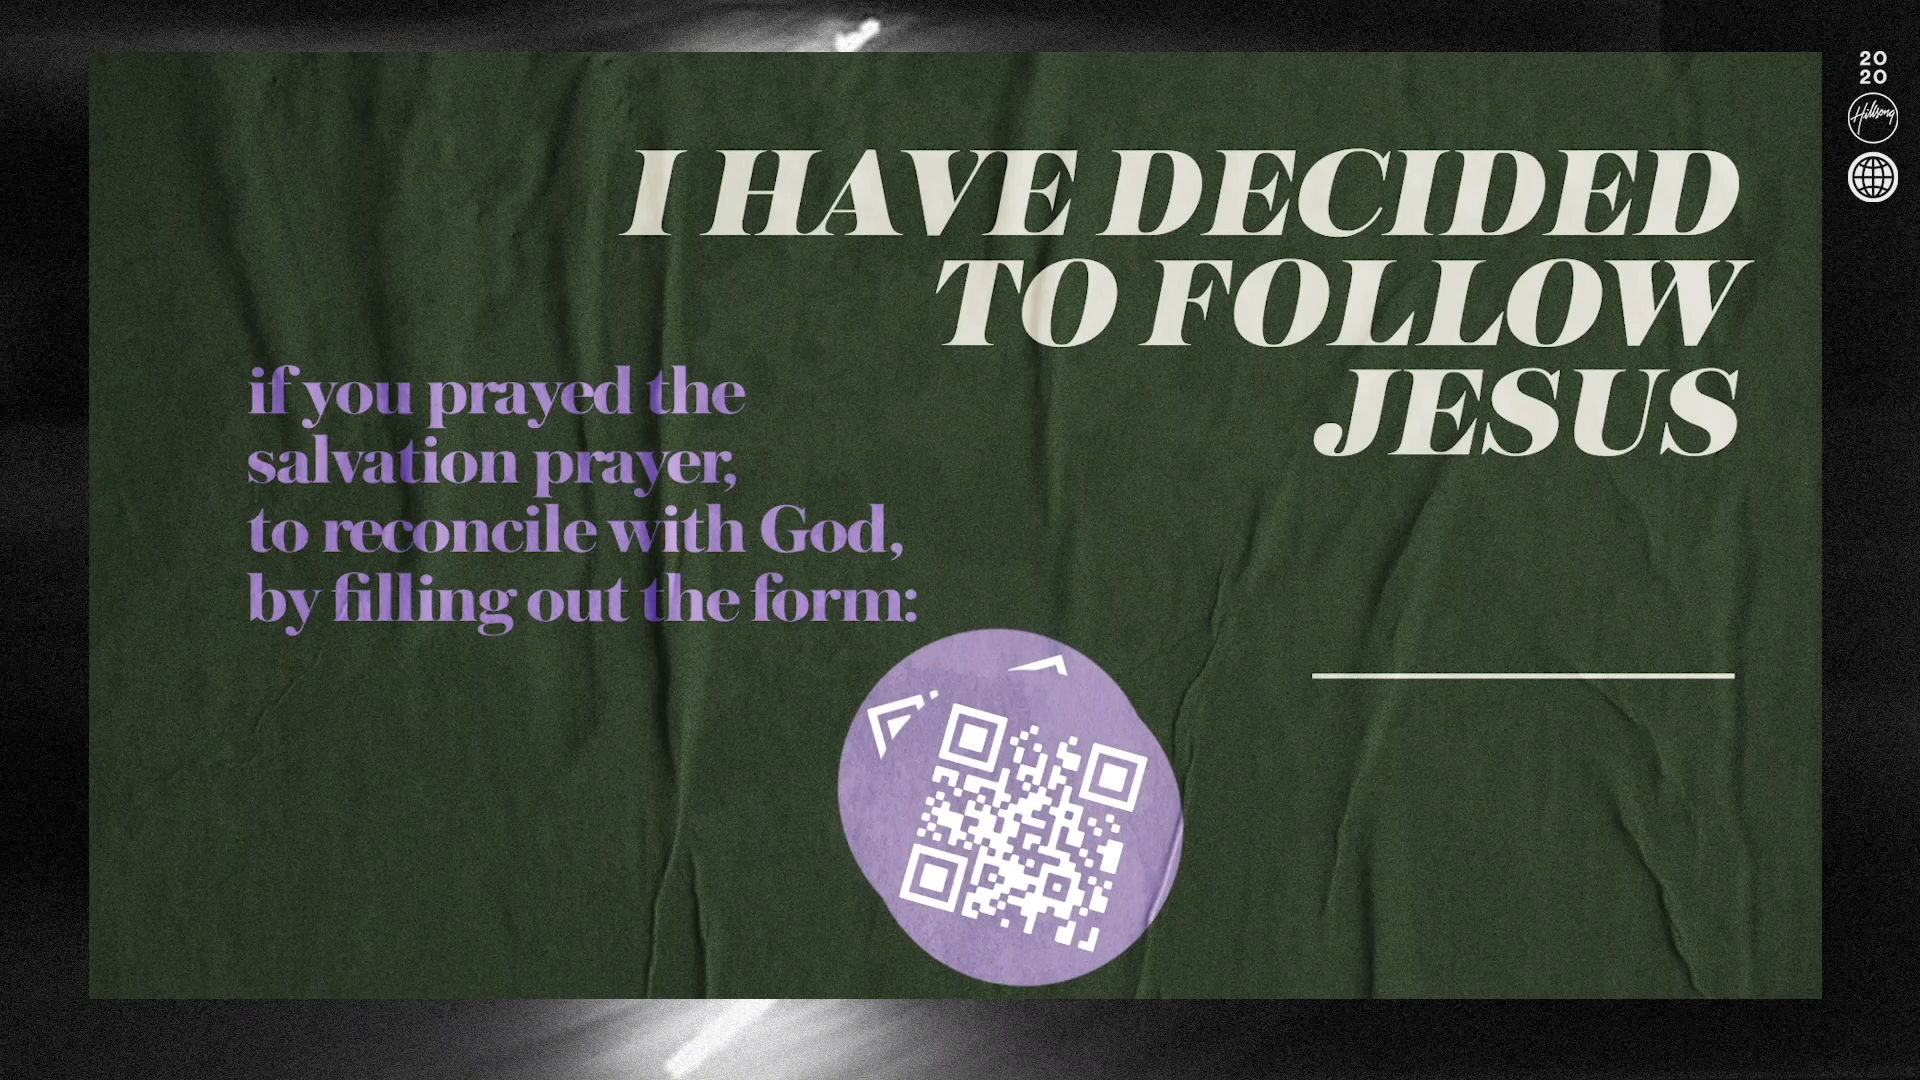 I HAVE DECIDED
TO FOLLOW
JESUS
if you prayed the
salvation prayer,
to reconcile with God,
by filling out the form:
20
20
Hillsong